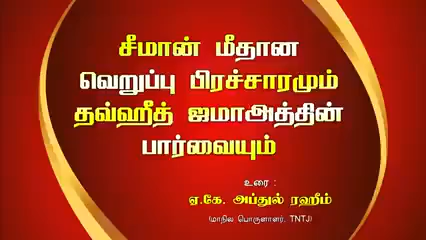 சீமான் மீதான
வெறுப்பு பிரச்சாரமும்
தவ்ஹீத் ஜமாஅத்தின்
பார்வையும்
உரை :
ஏ.கே. அப்துல் ரஹீம்
(மாநில பொருளாளர், TNTJ)